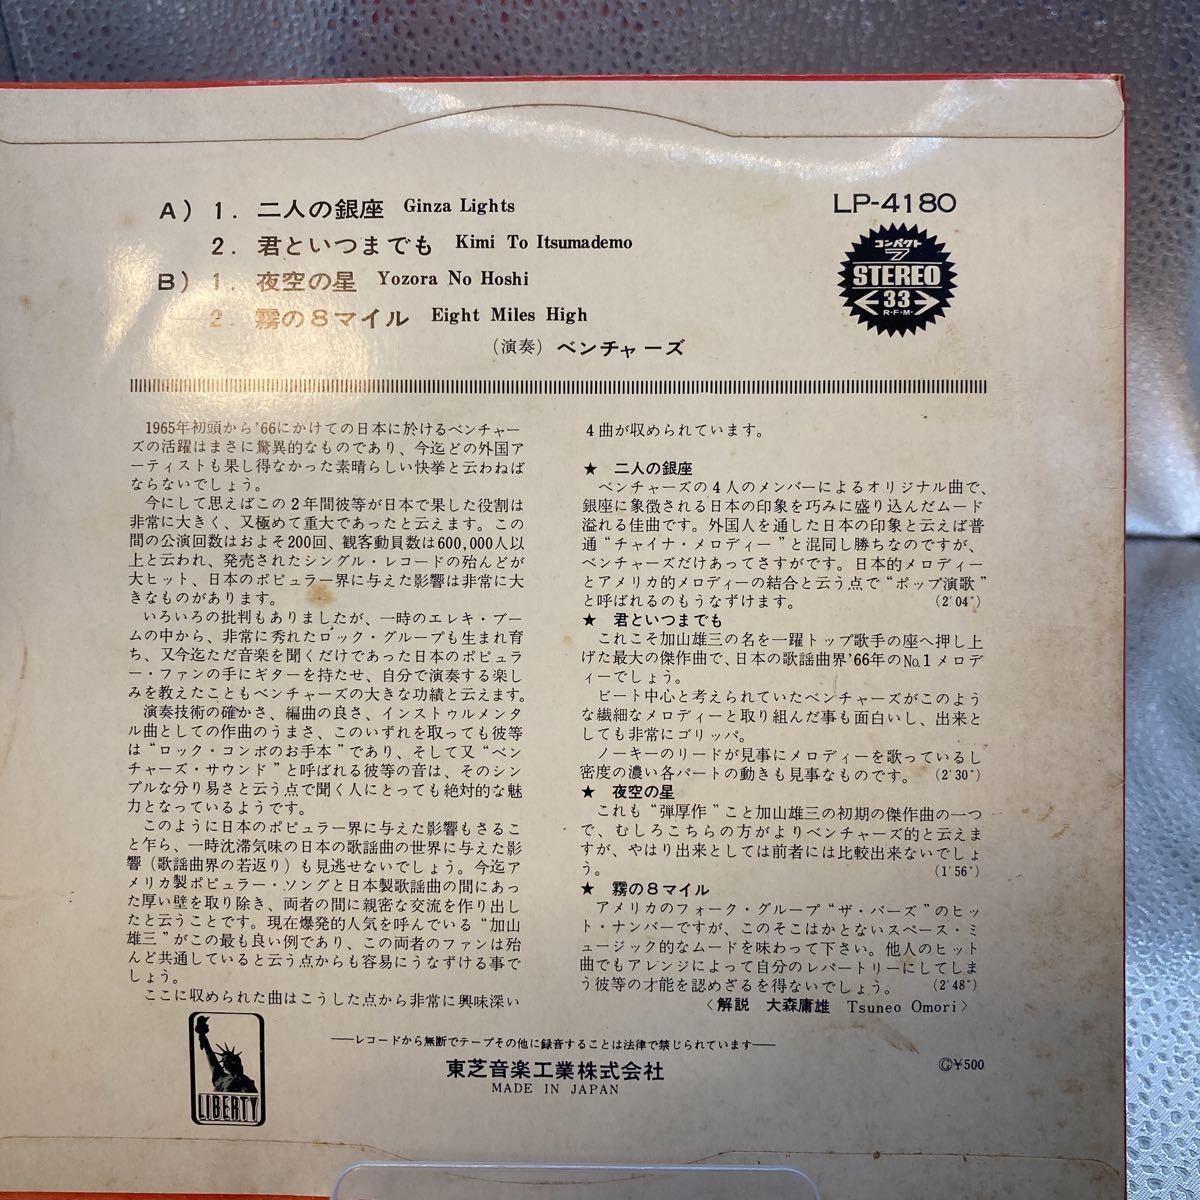 A) 1. 二人の銀座 Ginza Lights
2. 君といつまでも Kimi To Itsumademo
B) 1. 夜空の星 Yozora No Hoshi
2. 霧の8マイル Eight Miles High
(演奏) ベンチャーズ
LP-4180
コンパクト
7
STEREO
33
R・P・M・
1965年初頭から'66にかけての日本に於けるベンチャー
ズの活躍はまさに驚異的なものであり、今迄どの外国ア
ーティストも果し得なかった素晴らしい快挙と云わねば
ならないでしょう。
今にして思えばこの2年間彼等が日本で果した役割は
非常に大きく、又極めて重大であったと云えます。この
間の公演回数はおよそ200回、観客動員数は600,000人以
上と云われ、発売されたシングル・レコードの殆んどが
大ヒット、日本のポピュラー界に与えた影響は非常に大
きなものがあります。
いろいろの批判もありましたが、一時のエレキ・ブー
ムの中から、非常に秀れたロック・グループも生まれ育
ち、又今迄ただ音楽を聞くだけであった日本のポピュラ
ー・ファンの手にギターを持たせ、自分で演奏する楽し
みを教えたこともベンチャーズの大きな功績と云えます。
演奏技術の確かさ、編曲の良さ、インストゥルメンタ
ル曲としての作曲のうまさ、このいずれを取っても彼等
は“ロック・コンボのお手本”であり、そして又“ベン
チャーズ・サウンド”と呼ばれる彼等の音は、そのシン
プルな分り易さと云う点で聞く人にとっても絶対的な魅
力となっているようです。
このように日本のポピュラー界に与えた影響もさるこ
と乍ら、一時沈滞気味の日本の歌謡曲の世界に与えた影
響(歌謡曲界の若返り)も見逃せないでしょう。今迄ア
メリカ製ポピュラー・ソングと日本製歌謡曲の間にあっ
た厚い壁を取り除き、両者の間に親密な交流を作り出し
たと云うことです。現在爆発的人気を呼んでいる“加山
雄三”がこの最も良い例であり、この両者のファンは殆
んど共通していると云う点からも容易にうなずける事で
しょう。
ここに収められた曲はこうした点から非常に興味深い
4曲が収められています。
★ 二人の銀座
ベンチャーズの4人のメンバーによるオリジナル曲で、
銀座に象徴される日本の印象を巧みに盛り込んだムード
溢れる佳曲です。外国人を通した日本の印象と云えば普
通“チャイナ・メロディー”と混同し勝ちなのですが、
ベンチャーズだけあってさすがです。日本的メロディー
とアメリカ的メロディーの結合と云う点で“ポップ演歌”
と呼ばれるのもうなずけます。 (2'04")
★ 君といつまでも
これこそ加山雄三の名を一躍トップ歌手の座へ押し上
げた最大の傑作曲で、日本の歌謡曲界'66年のNo.1メロデ
ィーでしょう。
ビート中心と考えられていたベンチャーズがこのよう
な繊細なメロディーと取り組んだ事も面白いし、出来と
しても非常にゴリッパ。
ノーキーのリードが見事にメロディーを歌っているし
密度の濃い各パートの動きも見事なものです。 (2'30")
★ 夜空の星
これも“弾厚作”こと加山雄三の初期の傑作曲の一つ
で、むしろこちらの方がよりベンチャーズ的と云えま
すが、やはり出来としては前者には比較出来ないでしょ
う。 (1'56")
★ 霧の8マイル
アメリカのフォーク・グループ“ザ・バーズ”のヒッ
ト・ナンバーですが、このそこはかとないスペース・ミ
ュージック的なムードを味わって下さい。他人のヒット
曲でもアレンジによって自分のレパートリーにしてしま
う彼等の才能を認めざるを得ないでしょう。 (2'48")
〈解説 大森庸雄 Tsuneo Omori〉
LIBERTY
――レコードから無断でテープその他に録音することは法律で禁じられています――
東芝音楽工業株式会社
MADE IN JAPAN
Ⓖ¥500